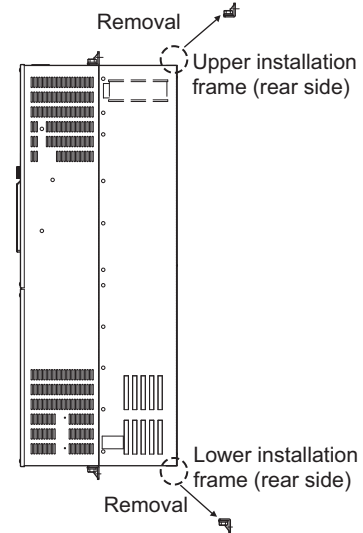 Removal
Upper installation
frame (rear side)
Lower installation
frame (rear side)
Removal